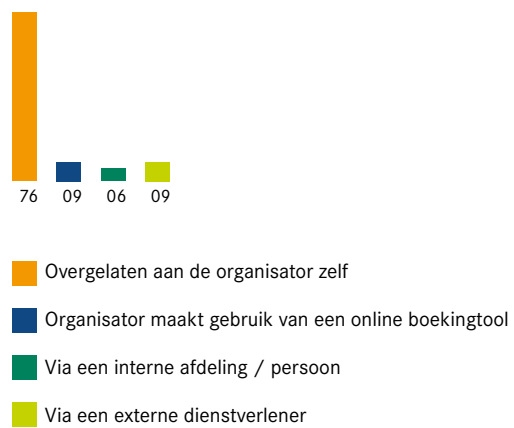 76 09 06 09
Overgelaten aan de organisator zelf
Organisator maakt gebruik van een online boekingtool
Via een interne afdeling / persoon
Via een externe dienstverlener